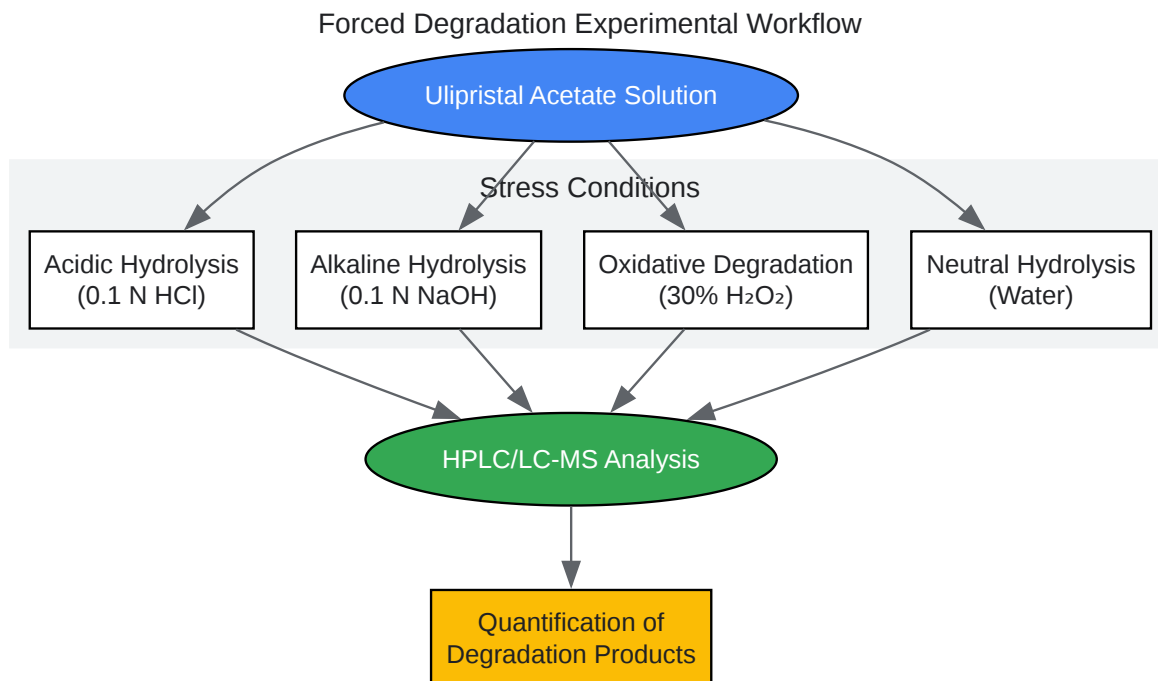 Forced Degradation Experimental Workflow
Ulipristal Acetate Solution
Stress Conditions
Acidic Hydrolysis
(0.1 N HCl)
Alkaline Hydrolysis
(0.1 N NaOH)
Oxidative Degradation
(30% H₂O₂)
Neutral Hydrolysis
(Water)
HPLC/LC-MS Analysis
Quantification of
Degradation Products